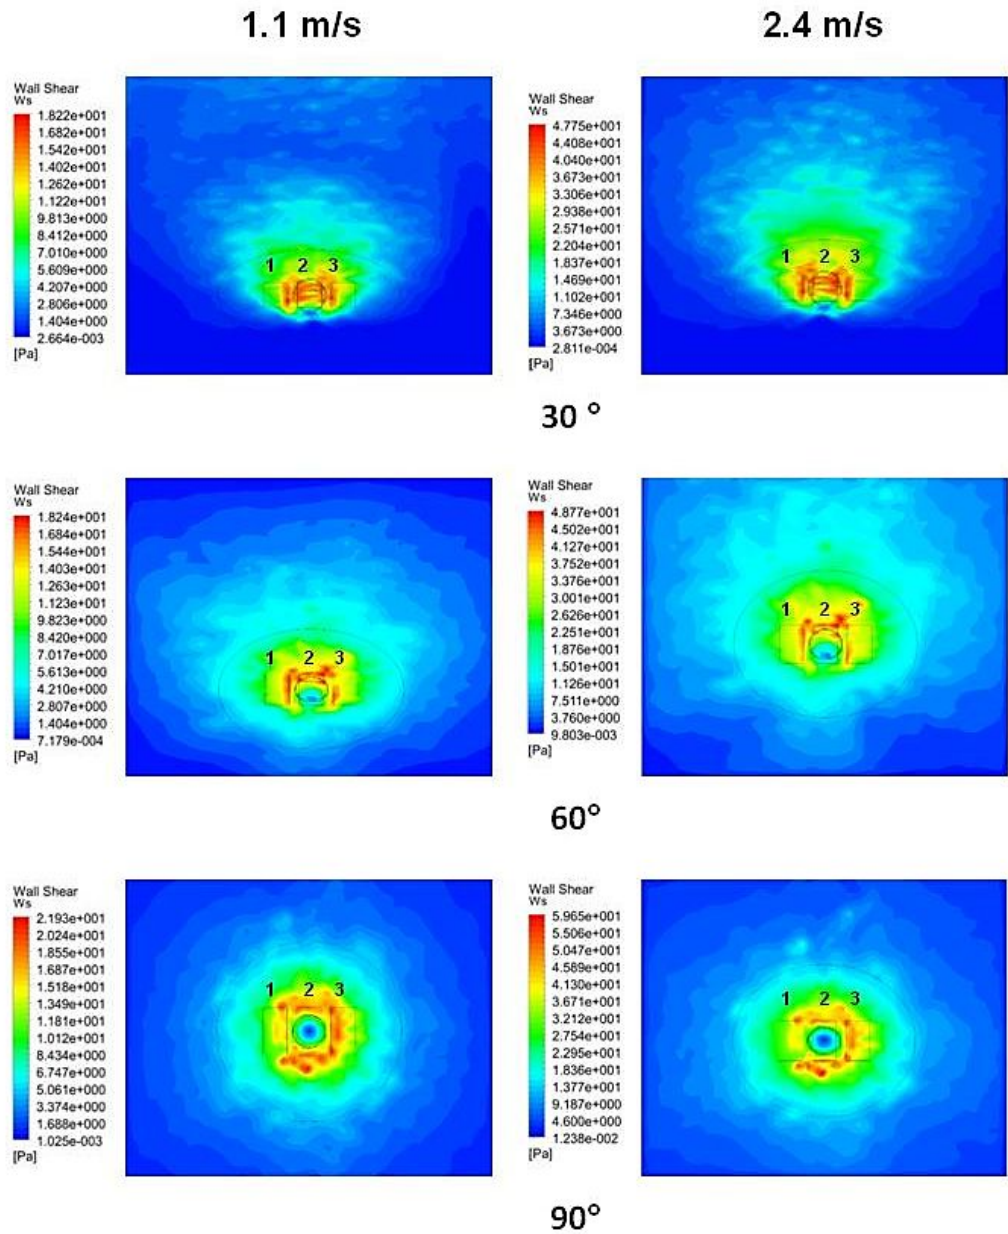 1.1 m/s
2.4 m/s
Wall Shear
Ws
1.822e+001
1.682e+001
1.542e+001
1.402e+001
1.262e+001
1.122e+001
9.813e+000
8.412e+000
7.010e+000
5.609e+000
4.207e+000
2.806e+000
1.404e+000
2.664e-003
[Pa]
1 2 3
Wall Shear
Ws
4.775e+001
4.408e+001
4.040e+001
3.673e+001
3.306e+001
2.938e+001
2.571e+001
2.204e+001
1.837e+001
1.469e+001
1.102e+001
7.346e+000
3.673e+000
2.811e-004
[Pa]
1 2 3
30 °
Wall Shear
Ws
1.824e+001
1.684e+001
1.544e+001
1.403e+001
1.263e+001
1.123e+001
9.823e+000
8.420e+000
7.017e+000
5.613e+000
4.210e+000
2.807e+000
1.404e+000
7.179e-004
[Pa]
1 2 3
Wall Shear
Ws
4.877e+001
4.502e+001
4.127e+001
3.752e+001
3.376e+001
3.001e+001
2.626e+001
2.251e+001
1.876e+001
1.501e+001
1.126e+001
7.511e+000
3.760e+000
9.803e-003
[Pa]
1 2 3
60°
Wall Shear
Ws
2.193e+001
2.024e+001
1.855e+001
1.687e+001
1.518e+001
1.349e+001
1.181e+001
1.012e+001
8.434e+000
6.747e+000
5.061e+000
3.374e+000
1.688e+000
1.025e-003
[Pa]
1 2 3
Wall Shear
Ws
5.965e+001
5.506e+001
5.047e+001
4.589e+001
4.130e+001
3.671e+001
3.212e+001
2.754e+001
2.295e+001
1.836e+001
1.377e+001
9.187e+000
4.600e+000
1.238e-002
[Pa]
1 2 3
90°